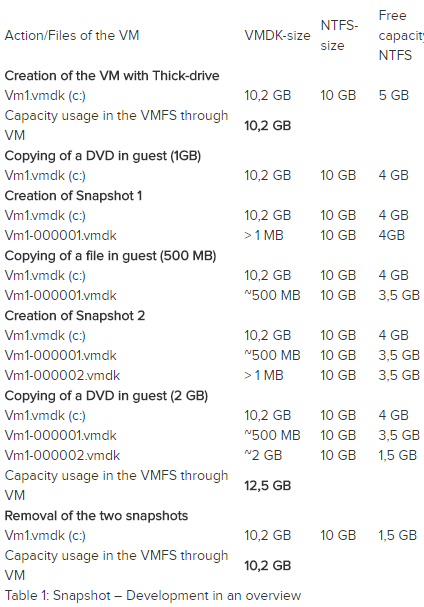 Action/Files of the VM VMDK-size NTFS-size Free capacity NTFS
Creation of the VM with Thick-drive
Vm1.vmdk (c:) 10,2 GB 10 GB 5 GB
Capacity usage in the VMFS through VM 10,2 GB
Copying of a DVD in guest (1GB)
Vm1.vmdk (c:) 10,2 GB 10 GB 4 GB
Creation of Snapshot 1
Vm1.vmdk (c:) 10,2 GB 10 GB 4 GB
Vm1-000001.vmdk > 1 MB 10 GB 4GB
Copying of a file in guest (500 MB)
Vm1.vmdk (c:) 10,2 GB 10 GB 4 GB
Vm1-000001.vmdk ~500 MB 10 GB 3,5 GB
Creation of Snapshot 2
Vm1.vmdk (c:) 10,2 GB 10 GB 4 GB
Vm1-000001.vmdk ~500 MB 10 GB 3,5 GB
Vm1-000002.vmdk > 1 MB 10 GB 3,5 GB
Copying of a DVD in guest (2 GB)
Vm1.vmdk (c:) 10,2 GB 10 GB 4 GB
Vm1-000001.vmdk ~500 MB 10 GB 3,5 GB
Vm1-000002.vmdk ~2 GB 10 GB 1,5 GB
Capacity usage in the VMFS through VM 12,5 GB
Removal of the two snapshots
Vm1.vmdk (c:) 10,2 GB 10 GB 1,5 GB
Capacity usage in the VMFS through VM 10,2 GB
Table 1: Snapshot – Development in an overview